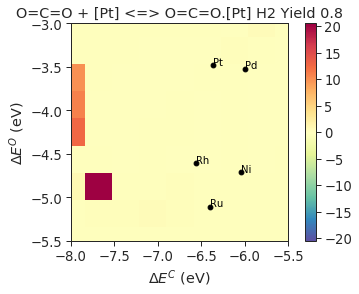 O=C=O + [Pt] <=> O=C=O.[Pt] H2 Yield 0.8
−3.0
−3.5
−4.0
−4.5
−5.0
−5.5
ΔE^O (eV)
Pt
Pd
Rh
Ni
Ru
−8.0 −7.5 −7.0 −6.5 −6.0 −5.5
ΔE^C (eV)
20
15
10
5
0
−5
−10
−15
−20